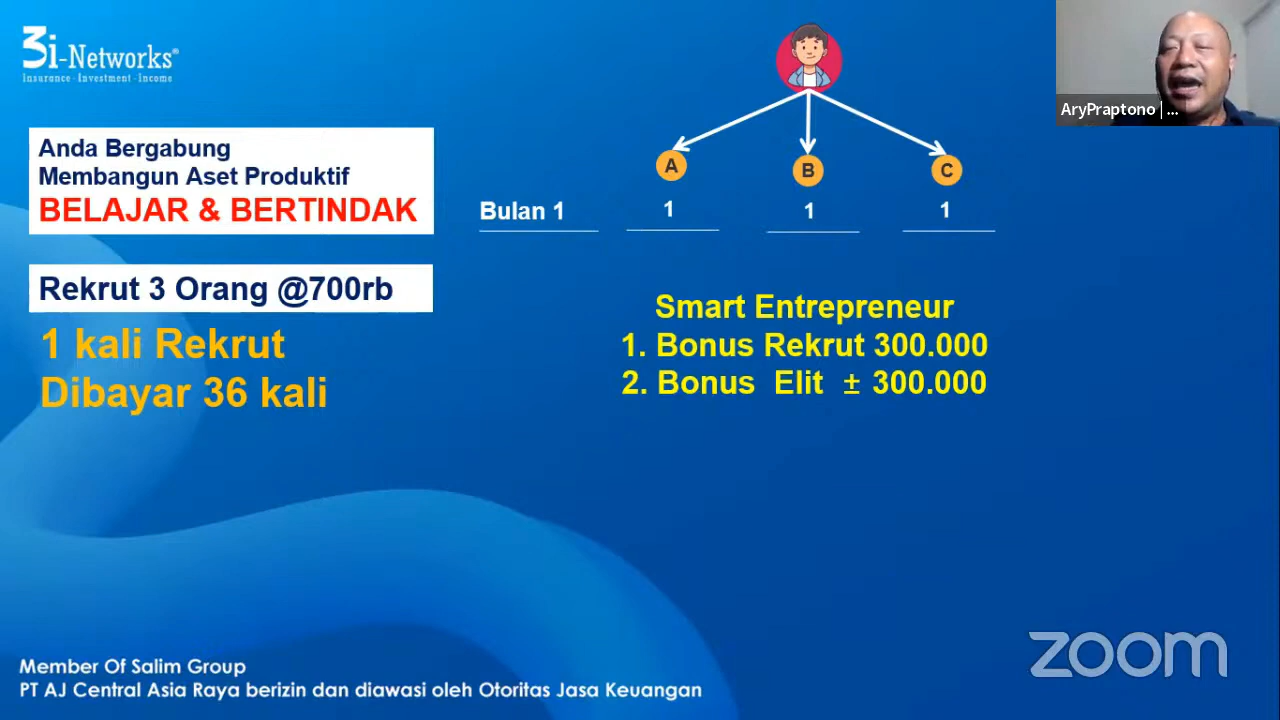 3i-Networks®
Insurance · Investment · Income
AryPraptono | ...
Anda Bergabung
Membangun Aset Produktif
BELAJAR & BERTINDAK
A
B
C
Bulan 1
1
1
1
Rekrut 3 Orang @700rb
1 kali Rekrut
Dibayar 36 kali
Smart Entrepreneur
1. Bonus Rekrut 300.000
2. Bonus Elit ± 300.000
zoom
Member Of Salim Group
PT AJ Central Asia Raya berizin dan diawasi oleh Otoritas Jasa Keuangan